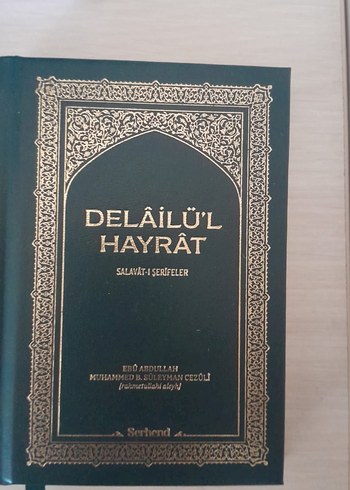 DELÂİLÜ'L
HAYRÂT
SALAVÂT-I ŞERÎFELER
EBÛ ABDULLAH
MUHAMMED B. SÜLEYMAN CEZÛLÎ
(rahmetullahi aleyh)
Serhend